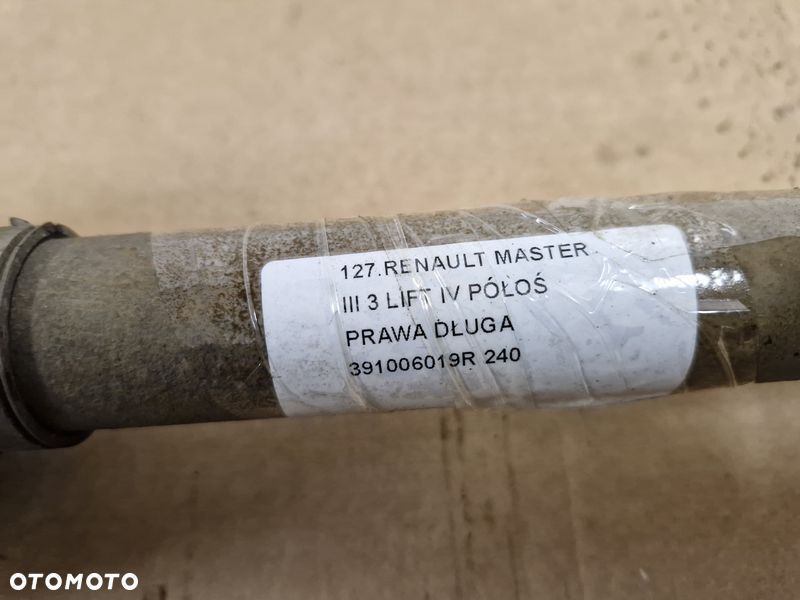 127.RENAULT MASTER
III 3 LIFT IV PÓŁOŚ
PRAWA DŁUGA
391006019R 240
OTOMOTO